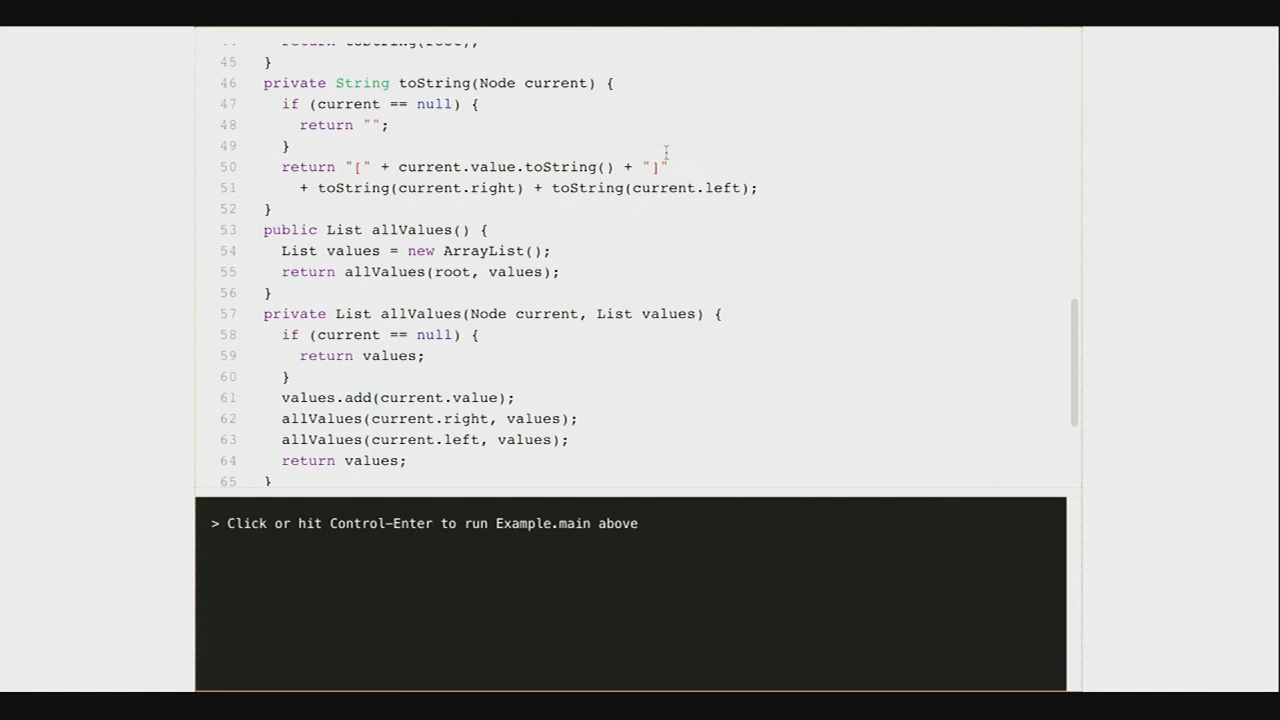 45 }
46 private String toString(Node current) {
47 if (current == null) {
48 return "";
49 }
50 return "[" + current.value.toString() + "]"
51 + toString(current.right) + toString(current.left);
52 }
53 public List allValues() {
54 List values = new ArrayList();
55 return allValues(root, values);
56 }
57 private List allValues(Node current, List values) {
58 if (current == null) {
59 return values;
60 }
61 values.add(current.value);
62 allValues(current.right, values);
63 allValues(current.left, values);
64 return values;
65 }
> Click or hit Control-Enter to run Example.main above